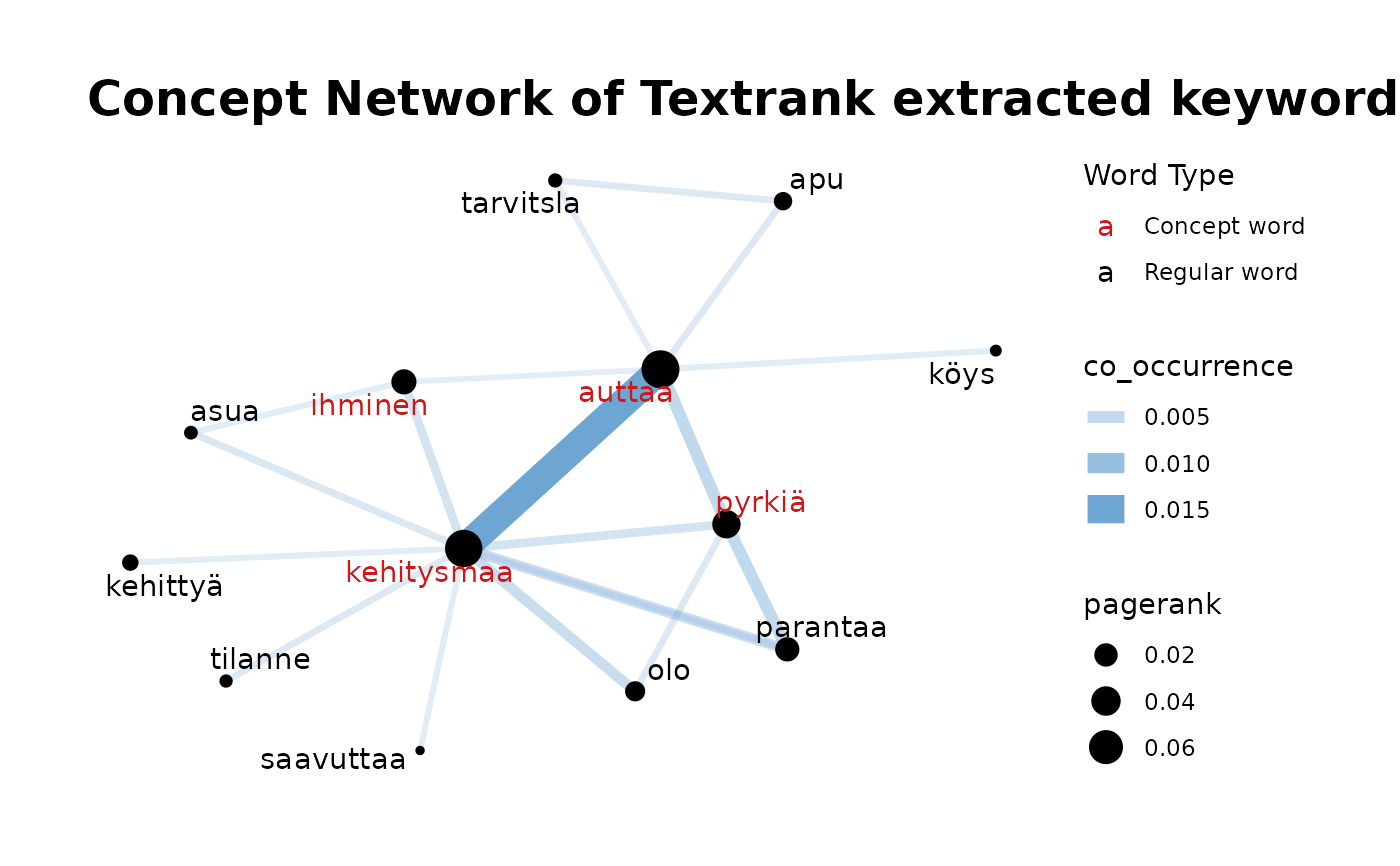 Concept Network of Textrank extracted keyword
tarvitsla
apu
auttaa
köys
ihminen
asua
pyrkiä
kehitysmaa
kehittyä
tilanne
parantaa
olo
saavuttaa
Word Type
a Concept word
a Regular word
co_occurrence
0.005
0.010
0.015
pagerank
0.02
0.04
0.06